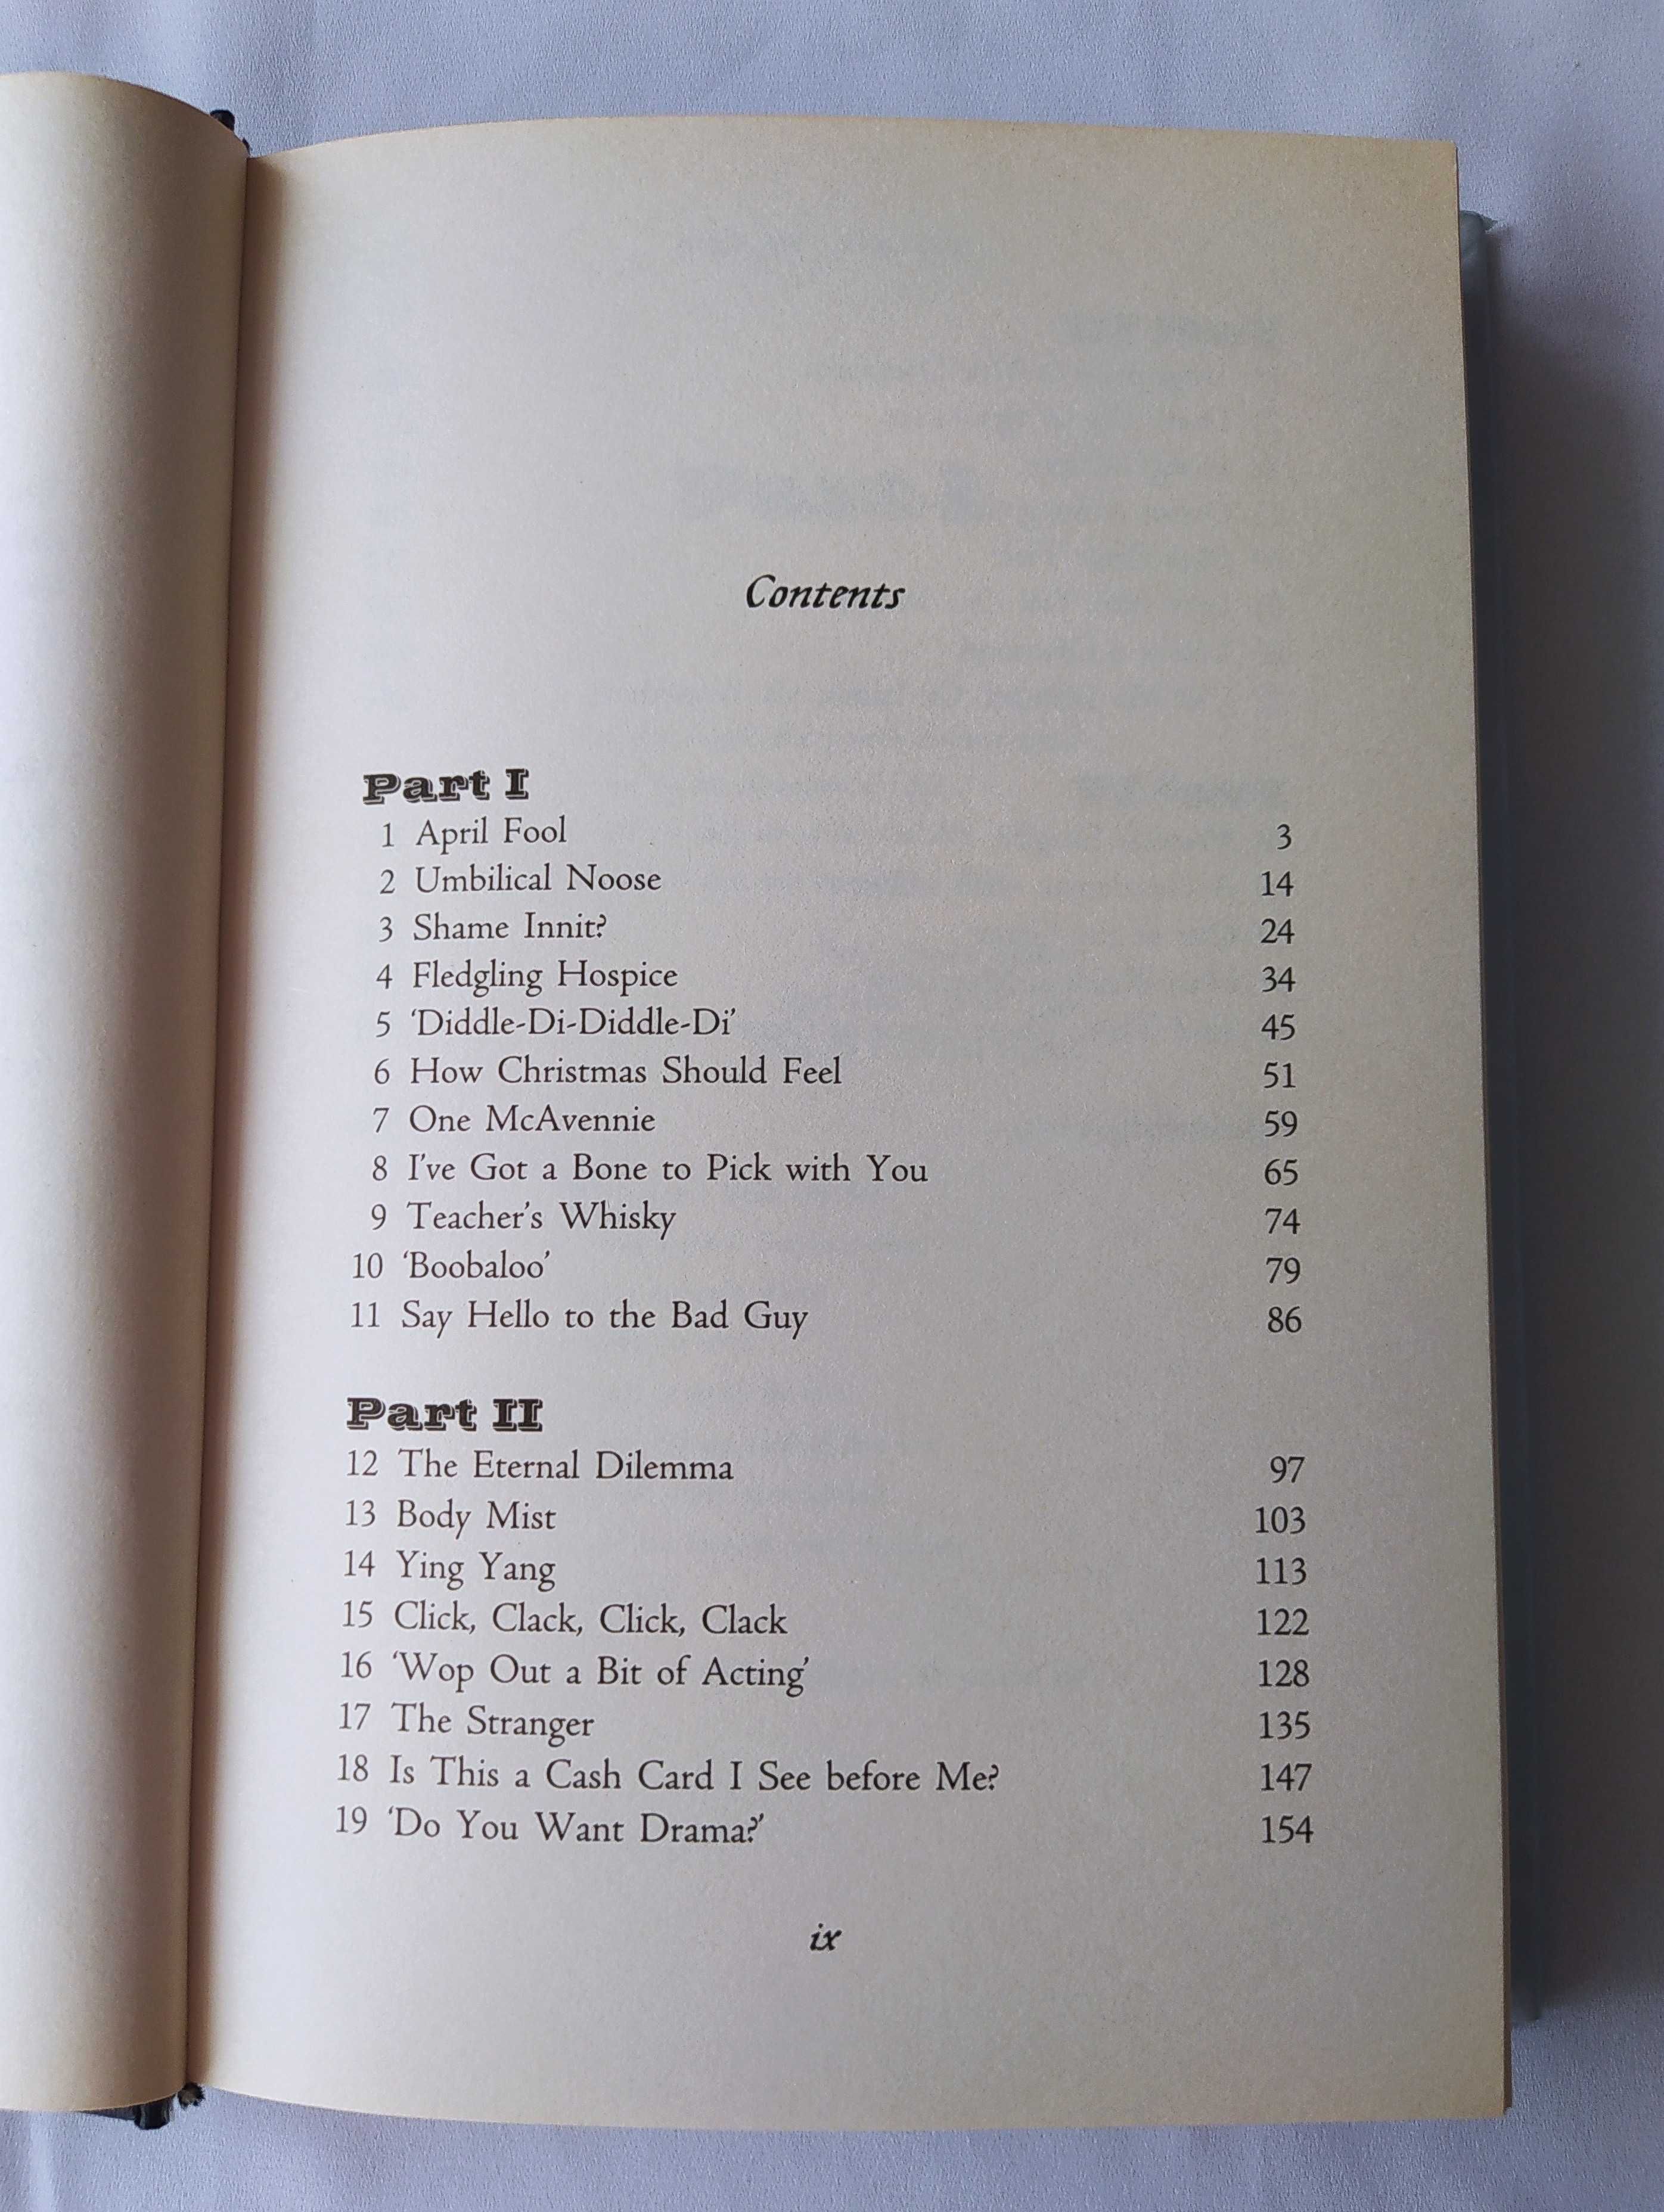 Contents
Part I
1 April Fool 3
2 Umbilical Noose 14
3 Shame Innit? 24
4 Fledgling Hospice 34
5 ‘Diddle-Di-Diddle-Di’ 45
6 How Christmas Should Feel 51
7 One McAvennie 59
8 I've Got a Bone to Pick with You 65
9 Teacher's Whisky 74
10 ‘Boobaloo’ 79
11 Say Hello to the Bad Guy 86
Part II
12 The Eternal Dilemma 97
13 Body Mist 103
14 Ying Yang 113
15 Click, Clack, Click, Clack 122
16 ‘Wop Out a Bit of Acting’ 128
17 The Stranger 135
18 Is This a Cash Card I See before Me? 147
19 ‘Do You Want Drama?’ 154
ix